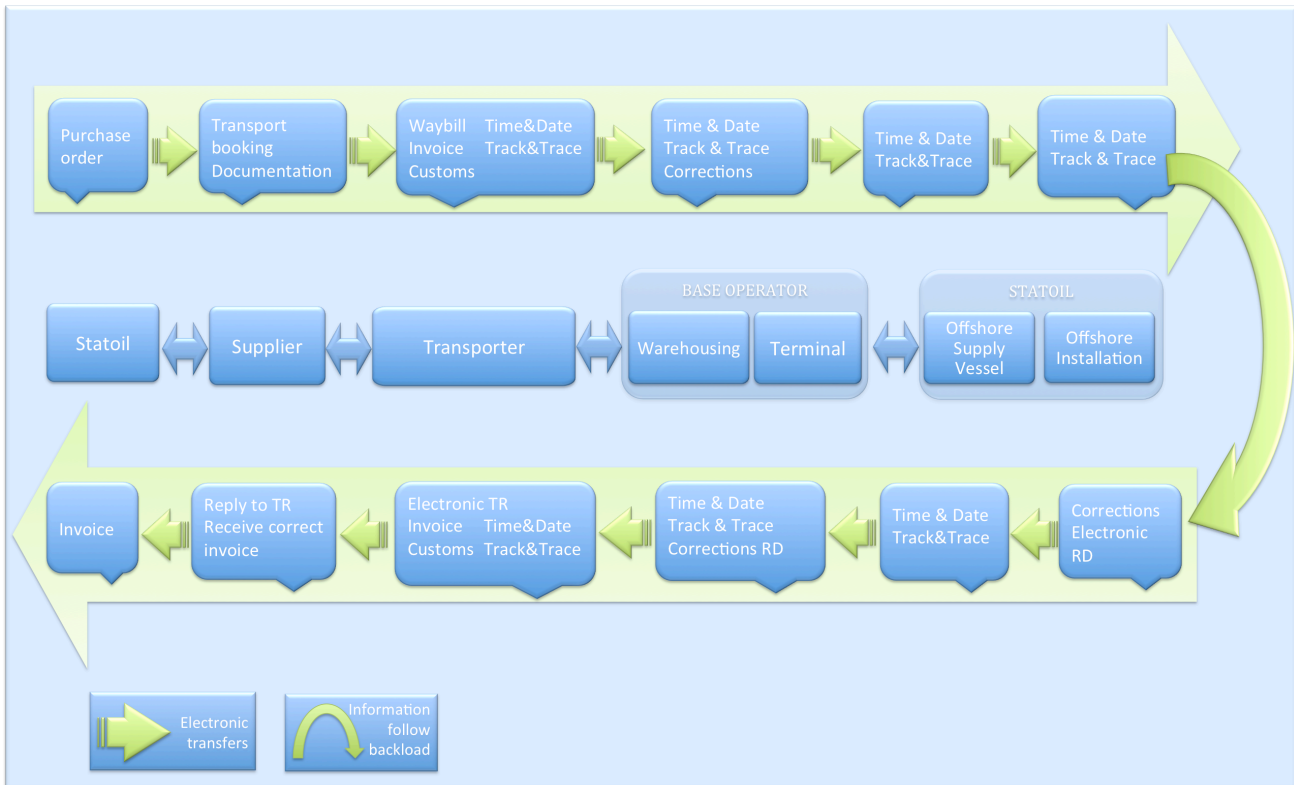 Purchase
order
Transport
booking
Documentation
Waybill Time&Date
Invoice Track&Trace
Customs
Time & Date
Track & Trace
Corrections
Time & Date
Track&Trace
Time & Date
Track & Trace
BASE OPERATOR
STATOIL
Statoil
Supplier
Transporter
Warehousing
Terminal
Offshore
Supply
Vessel
Offshore
Installation
Invoice
Reply to TR
Receive correct
invoice
Electronic TR
Invoice Time&Date
Customs Track&Trace
Time & Date
Track & Trace
Corrections RD
Time & Date
Track&Trace
Corrections
Electronic
RD
Electronic
transfers
Information
follow
backload